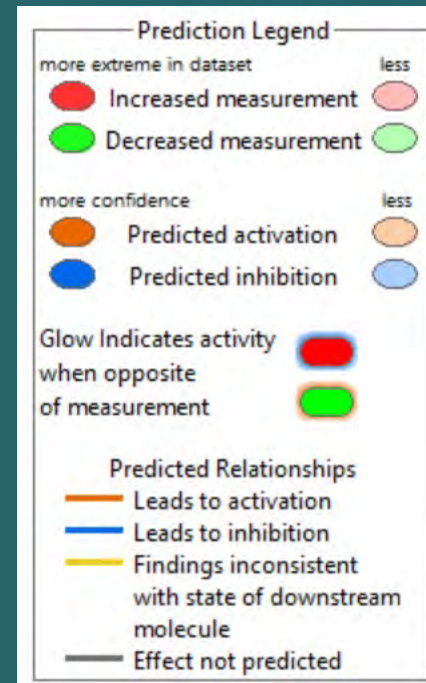 Prediction Legend
more extreme in dataset less
Increased measurement
Decreased measurement
more confidence less
Predicted activation
Predicted inhibition
Glow Indicates activity
when opposite
of measurement
Predicted Relationships
Leads to activation
Leads to inhibition
Findings inconsistent
with state of downstream
molecule
Effect not predicted